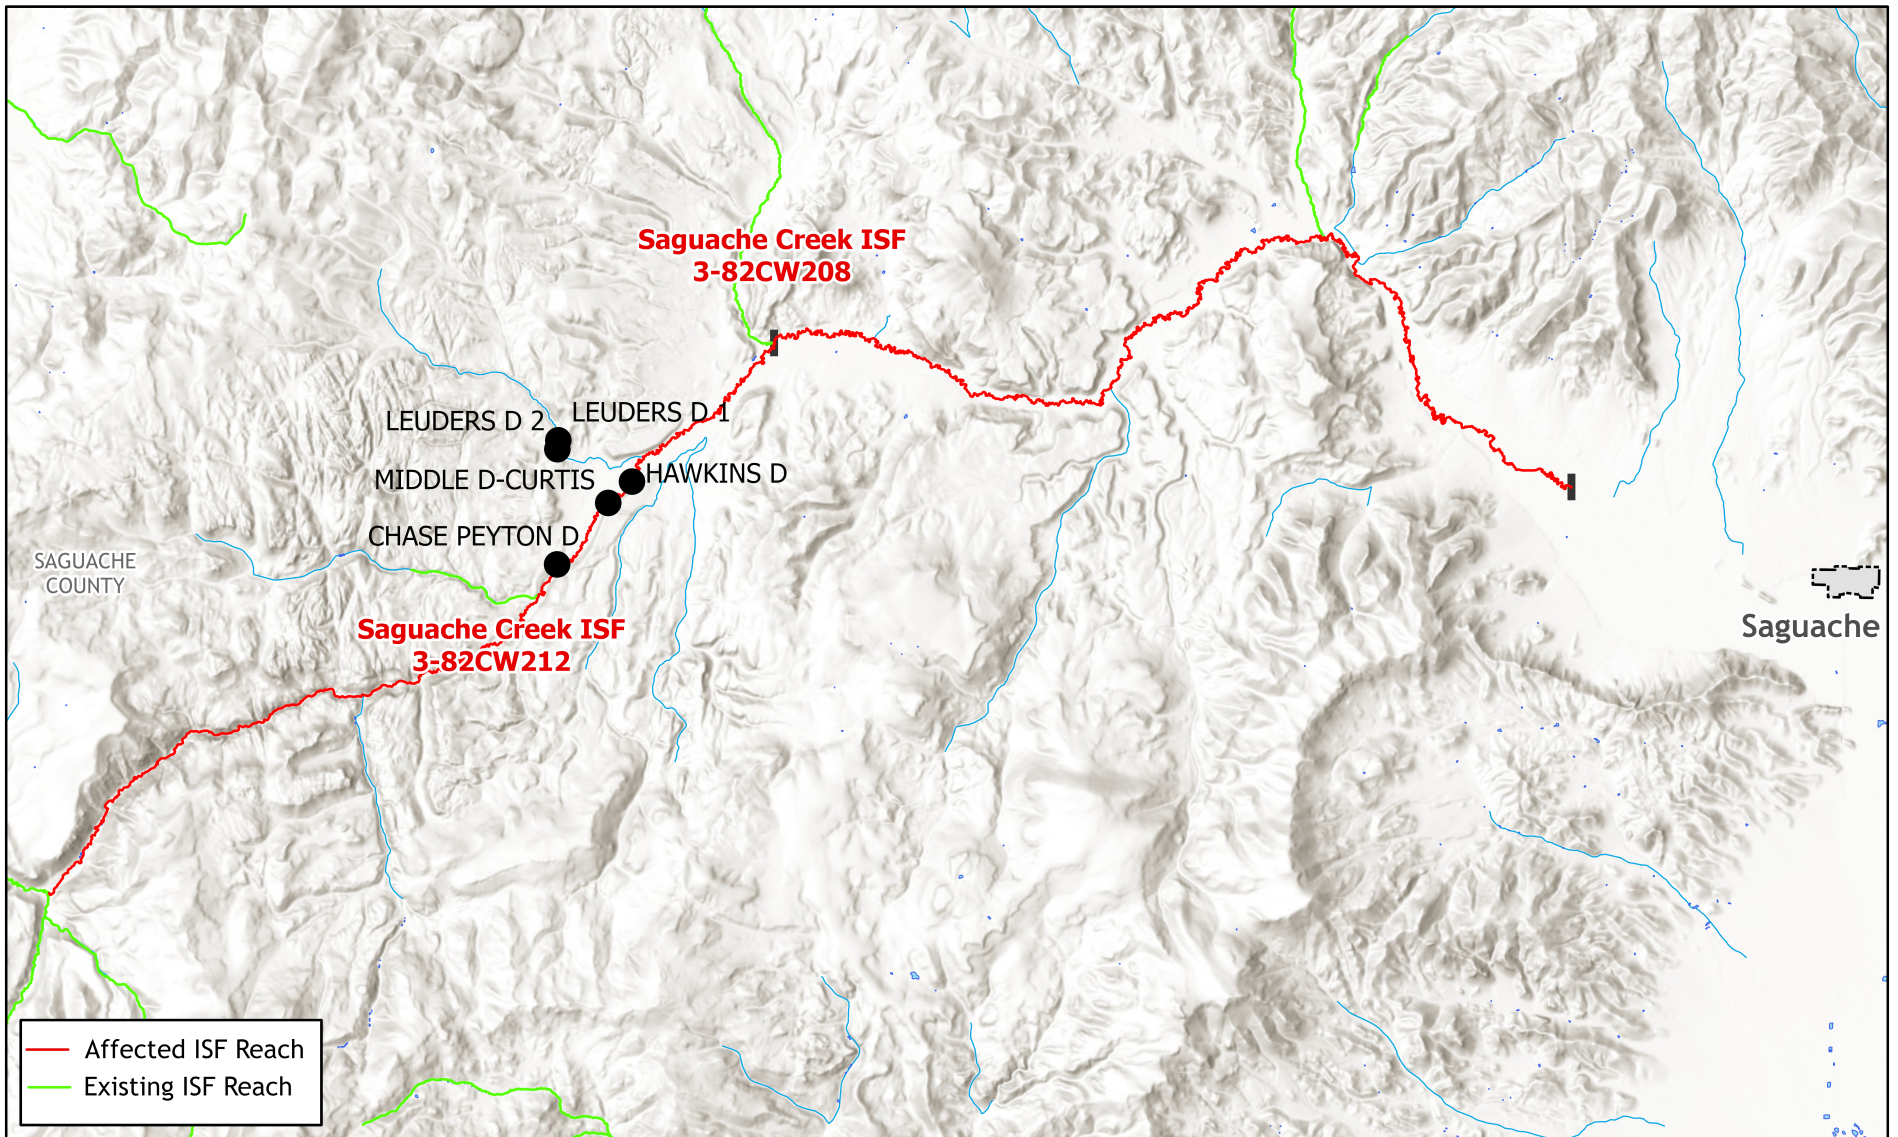 Saguache Creek ISF
3-82CW208
LEUDERS D 2
LEUDERS D 1
MIDDLE D-CURTIS
HAWKINS D
CHASE PEYTON D
SAGUACHE
COUNTY
Saguache Creek ISF
3-82CW212
Saguache
Affected ISF Reach
Existing ISF Reach